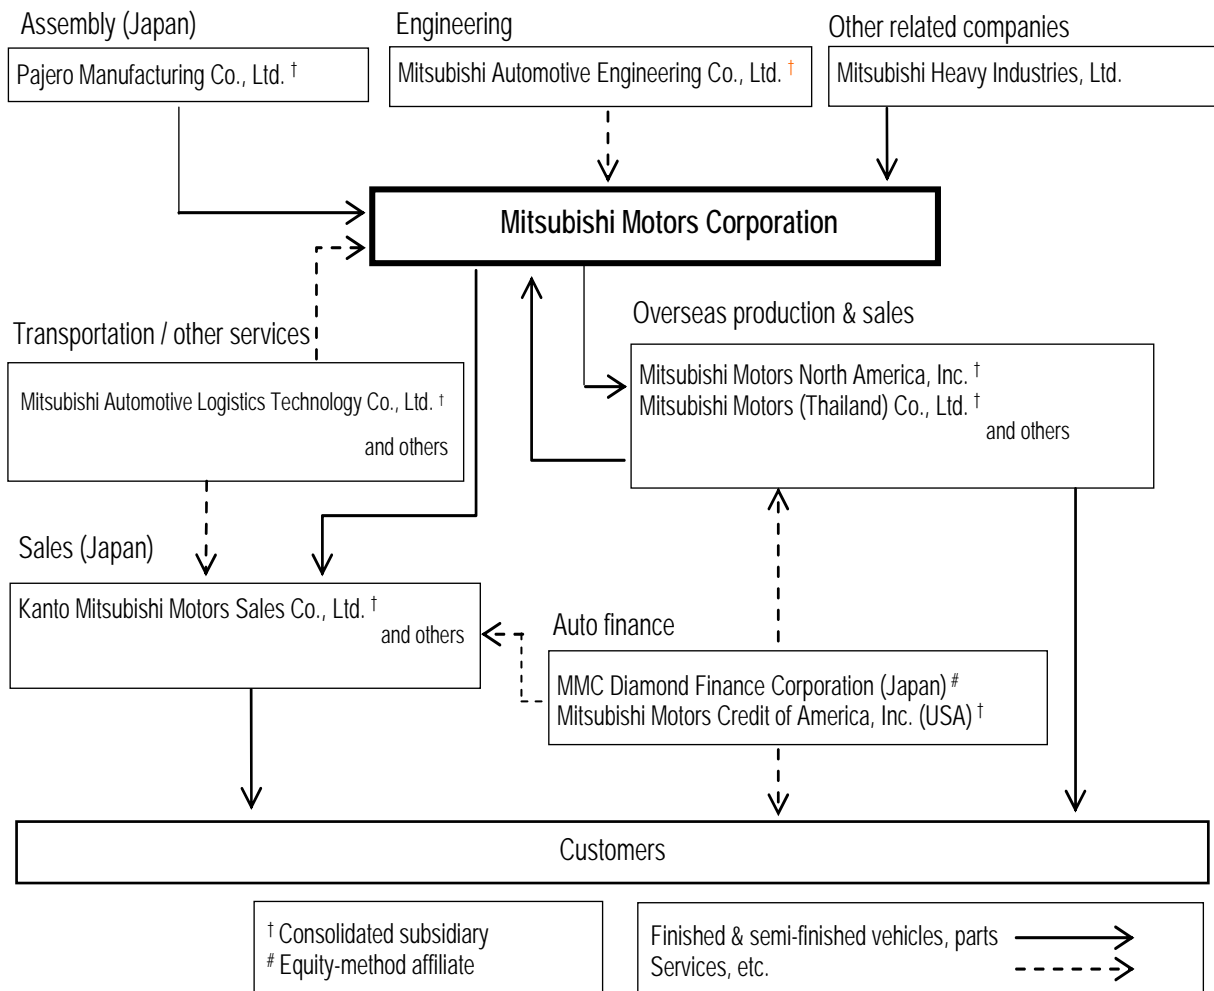 Assembly (Japan)
Pajero Manufacturing Co., Ltd. †
Engineering
Mitsubishi Automotive Engineering Co., Ltd. †
Other related companies
Mitsubishi Heavy Industries, Ltd.
Mitsubishi Motors Corporation
Transportation / other services
Mitsubishi Automotive Logistics Technology Co., Ltd. †
and others
Overseas production & sales
Mitsubishi Motors North America, Inc. †
Mitsubishi Motors (Thailand) Co., Ltd. †
and others
Sales (Japan)
Kanto Mitsubishi Motors Sales Co., Ltd. †
and others
Auto finance
MMC Diamond Finance Corporation (Japan) #
Mitsubishi Motors Credit of America, Inc. (USA) †
Customers
† Consolidated subsidiary
# Equity-method affiliate
Finished & semi-finished vehicles, parts
Services, etc.